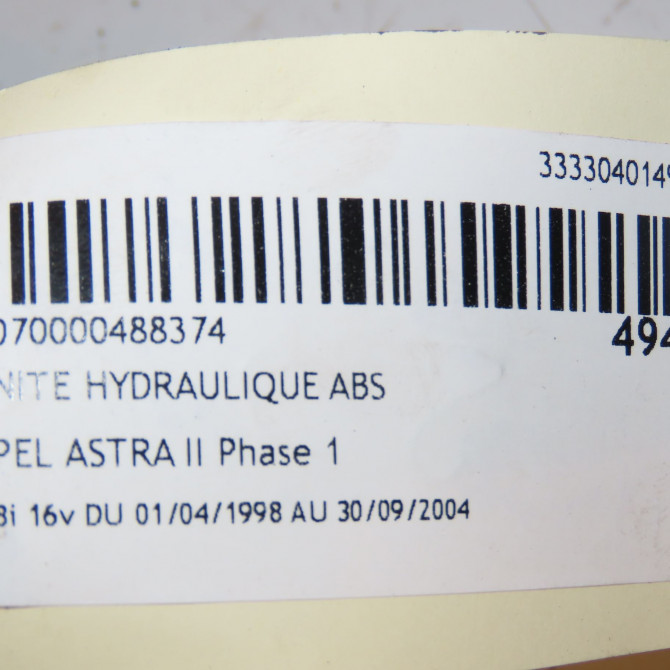 3333040149
070000488374
494
NITE HYDRAULIQUE ABS
PEL ASTRA II Phase 1
8i 16v DU 01/04/1998 AU 30/09/2004